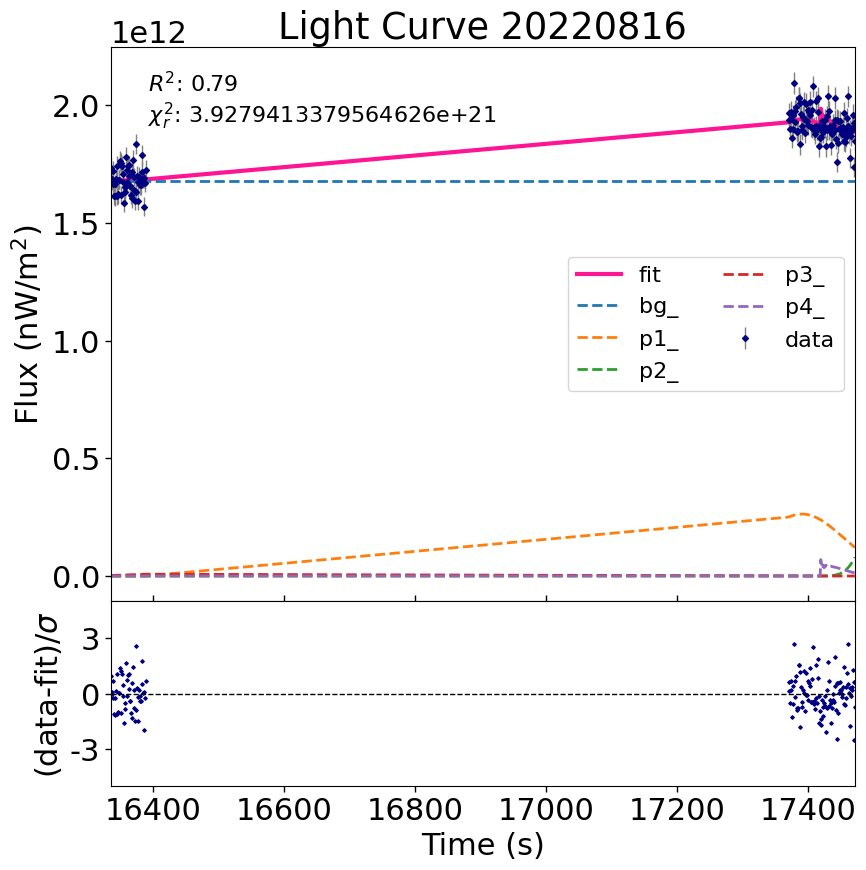 Light Curve 20220816
1e12
R²: 0.79
χ²ᵣ: 3.9279413379564626e+21
2.0
1.5
1.0
0.5
0.0
Flux (nW/m²)
fit
bg_
p1_
p2_
p3_
p4_
data
3
0
-3
(data-fit)/σ
16400 16600 16800 17000 17200 17400
Time (s)